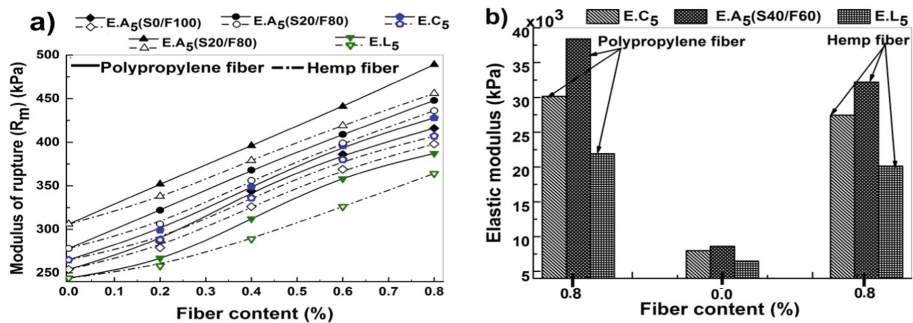 a)
E.A5(S0/F100) E.A5(S20/F80) E.C5
E.A5(S20/F80) E.L5
Polypropylene fiber Hemp fiber
Modulus of rupture (Rm) (kPa)
500
450
400
350
300
250
0.0 0.1 0.2 0.3 0.4 0.5 0.6 0.7 0.8
Fiber content (%)
b)
×10³
E.C5 E.A5(S40/F60) E.L5
Polypropylene fiber
Hemp fiber
Elastic modulus (kPa)
40
35
30
25
20
15
10
5
0.8 0.0 0.8
Fiber content (%)